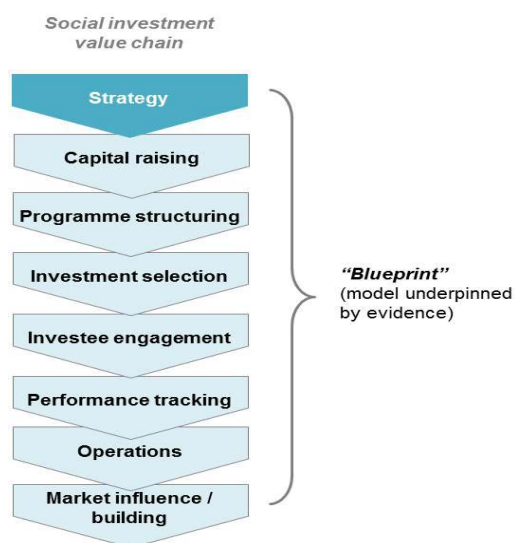 Social investment
value chain
Strategy
Capital raising
Programme structuring
Investment selection
Investee engagement
Performance tracking
Operations
Market influence /
building
“Blueprint”
(model underpinned
by evidence)